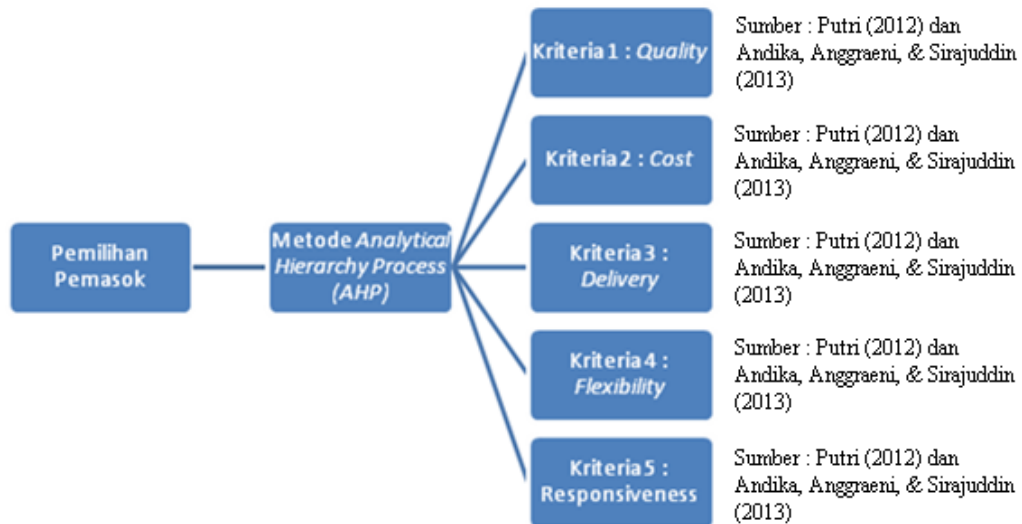 Pemilihan
Pemasok
Metode Analytical
Hierarchy Process
(AHP)
Kriteria 1 : Quality
Sumber : Putri (2012) dan
Andika, Anggraeni, & Sirajuddin
(2013)
Kriteria 2 : Cost
Sumber : Putri (2012) dan
Andika, Anggraeni, & Sirajuddin
(2013)
Kriteria 3 :
Delivery
Sumber : Putri (2012) dan
Andika, Anggraeni, & Sirajuddin
(2013)
Kriteria 4 :
Flexibility
Sumber : Putri (2012) dan
Andika, Anggraeni, & Sirajuddin
(2013)
Kriteria 5 :
Responsiveness
Sumber : Putri (2012) dan
Andika, Anggraeni, & Sirajuddin
(2013)